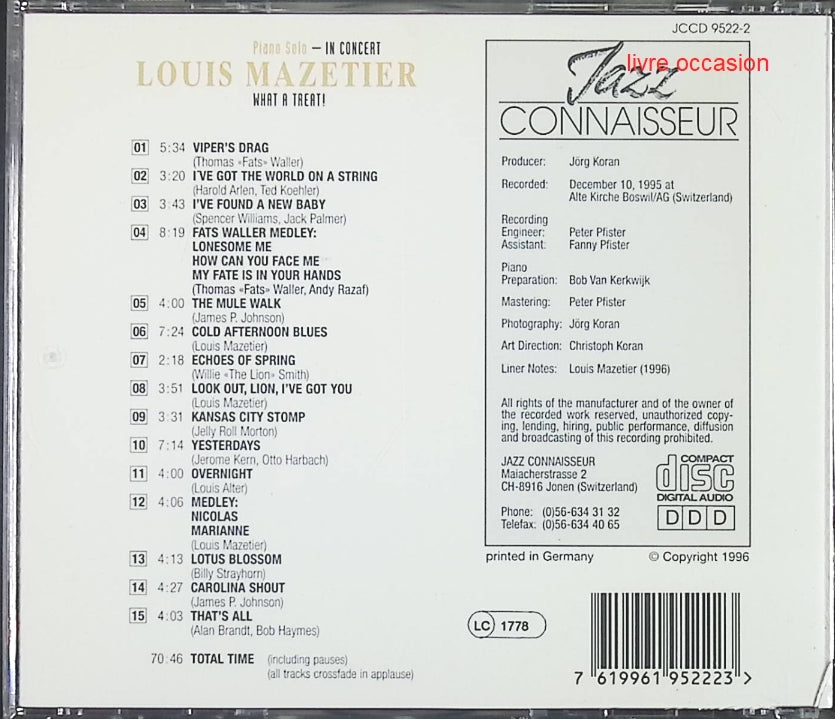 JCCD 9522-2
Piano Solo – IN CONCERT
LOUIS MAZETIER
WHAT A TREAT!
01 5:34 VIPER'S DRAG
(Thomas «Fats» Waller)
02 3:20 I'VE GOT THE WORLD ON A STRING
(Harold Arlen, Ted Koehler)
03 3:43 I'VE FOUND A NEW BABY
(Spencer Williams, Jack Palmer)
04 8:19 FATS WALLER MEDLEY:
LONESOME ME
HOW CAN YOU FACE ME
MY FATE IS IN YOUR HANDS
(Thomas «Fats» Waller, Andy Razaf)
05 4:00 THE MULE WALK
(James P. Johnson)
06 7:24 COLD AFTERNOON BLUES
(Louis Mazetier)
07 2:18 ECHOES OF SPRING
(Willie «The Lion» Smith)
08 3:51 LOOK OUT, LION, I'VE GOT YOU
(Louis Mazetier)
09 3:31 KANSAS CITY STOMP
(Jelly Roll Morton)
10 7:14 YESTERDAYS
(Jerome Kern, Otto Harbach)
11 4:00 OVERNIGHT
(Louis Alter)
12 4:06 MEDLEY:
NICOLAS
MARIANNE
(Louis Mazetier)
13 4:13 LOTUS BLOSSOM
(Billy Strayhorn)
14 4:27 CAROLINA SHOUT
(James P. Johnson)
15 4:03 THAT'S ALL
(Alan Brandt, Bob Haymes)
70:46 TOTAL TIME (including pauses)
(all tracks crossfade in applause)
livre occasion
Jazz
CONNAISSEUR
Producer: Jörg Koran
Recorded: December 10, 1995 at
Alte Kirche Boswil/AG (Switzerland)
Recording
Engineer: Peter Pfister
Assistant: Fanny Pfister
Piano
Preparation: Bob Van Kerkwijk
Mastering: Peter Pfister
Photography: Jörg Koran
Art Direction: Christoph Koran
Liner Notes: Louis Mazetier (1996)
All rights of the manufacturer and of the owner of
the recorded work reserved, unauthorized copy-
ing, lending, hiring, public performance, diffusion
and broadcasting of this recording prohibited.
JAZZ CONNAISSEUR
Maiacherstrasse 2
CH-8916 Jonen (Switzerland)
Phone: (0)56-634 31 32
Telefax: (0)56-634 40 65
COMPACT
disc
DIGITAL AUDIO
DDD
printed in Germany © Copyright 1996
LC 1778
7 619961 952223 >